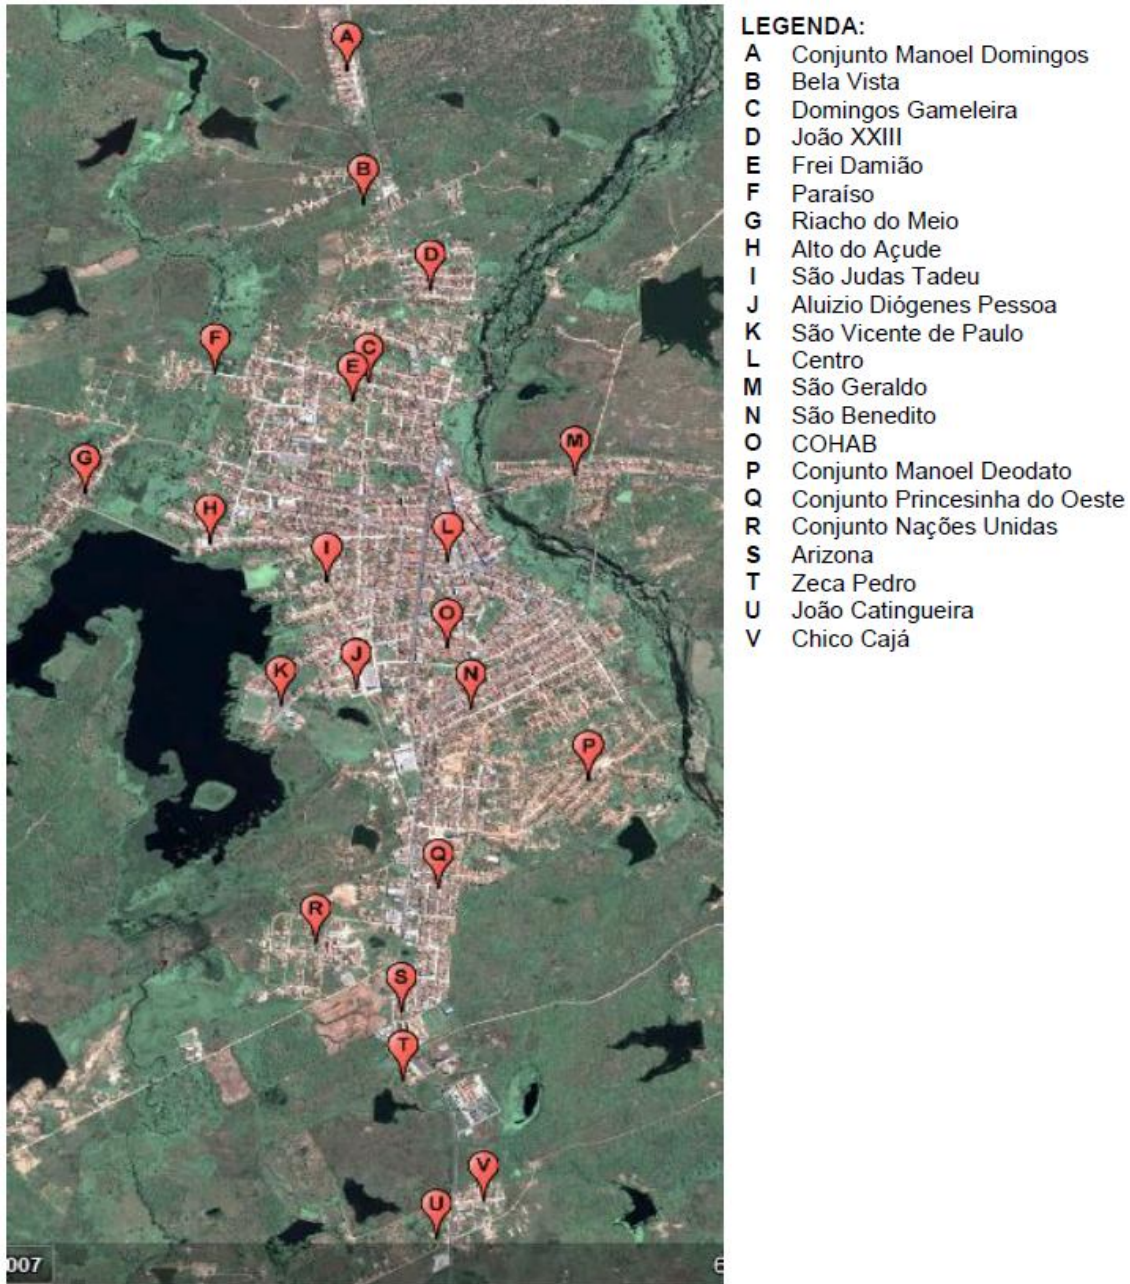 LEGENDA:
A Conjunto Manoel Domingos
B Bela Vista
C Domingos Gameleira
D João XXIII
E Frei Damião
F Paraíso
G Riacho do Meio
H Alto do Açude
I São Judas Tadeu
J Aluizio Diógenes Pessoa
K São Vicente de Paulo
L Centro
M São Geraldo
N São Benedito
O COHAB
P Conjunto Manoel Deodato
Q Conjunto Princesinha do Oeste
R Conjunto Nações Unidas
S Arizona
T Zeca Pedro
U João Catingueira
V Chico Cajá
A
B
D
C
F
E
M
G
H
L
I
O
J
K
N
P
Q
R
S
T
V
U
007
6